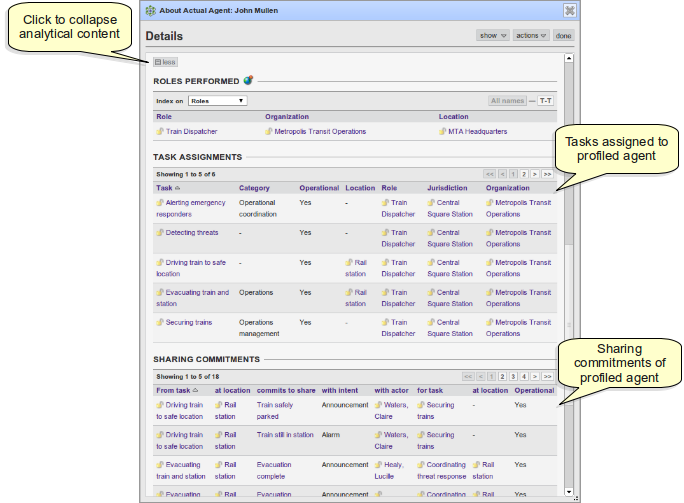 Click to collapse
analytical content
About Actual Agent: John Mullen
Details
show actions done
less
ROLES PERFORMED
Index on Roles All names — T-T
Role Organization Location
Train Dispatcher Metropolis Transit Operations MTA Headquarters
Tasks assigned to
profiled agent
TASK ASSIGNMENTS
Showing 1 to 5 of 6 << < 1 2 > >>
Task Category Operational Location Role Jurisdiction Organization
Alerting emergency Operational Yes - Train Central Metropolis Transit
responders coordination Dispatcher Square Station Operations
Detecting threats - Yes - Train Central Metropolis Transit
Dispatcher Square Station Operations
Driving train to safe - Yes Rail Train Central Metropolis Transit
location station Dispatcher Square Station Operations
Evacuating train and Operations Yes Rail Train Central Metropolis Transit
station station Dispatcher Square Station Operations
Securing trains Operations Yes - Train Central Metropolis Transit
management Dispatcher Square Station Operations
Sharing
commitments of
profiled agent
SHARING COMMITMENTS
Showing 1 to 5 of 18 << < 1 2 3 4 > >>
From task at location commits to share with intent with actor for task at location Operational
Driving train Rail Train safely Announcement Waters, Securing - Yes
to safe location station parked Claire trains
Driving train Rail Train still in station Alarm Waters, Securing - Yes
to safe location station Claire trains
Evacuating Rail Evacuation Announcement Healy, Coordinating Rail Yes
train and station station complete Lucille threat response station
Evacuating Rail Evacuation Announcement Rail Yes